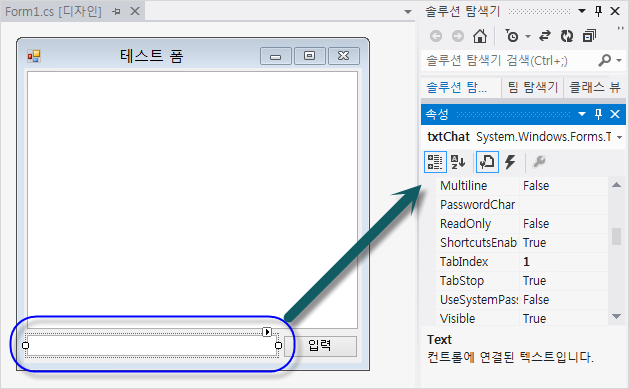 Form1.cs [디자인]
테스트 폼
입력
솔루션 탐색기
솔루션 탐색기 검색(Ctrl+;)
솔루션 탐... 팀 탐색기 클래스 뷰
속성
txtChat System.Windows.Forms.T
Multiline False
PasswordChar
ReadOnly False
ShortcutsEnab True
TabIndex 1
TabStop True
UseSystemPas False
Visible True
Text
컨트롤에 연결된 텍스트입니다.